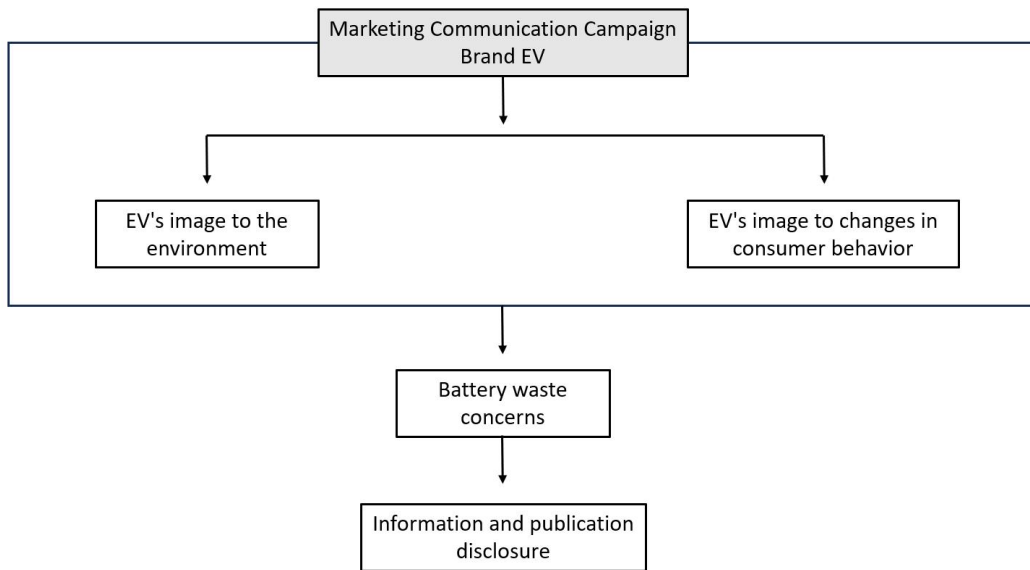 Marketing Communication Campaign
Brand EV
EV's image to the
environment
EV's image to changes in
consumer behavior
Battery waste
concerns
Information and publication
disclosure